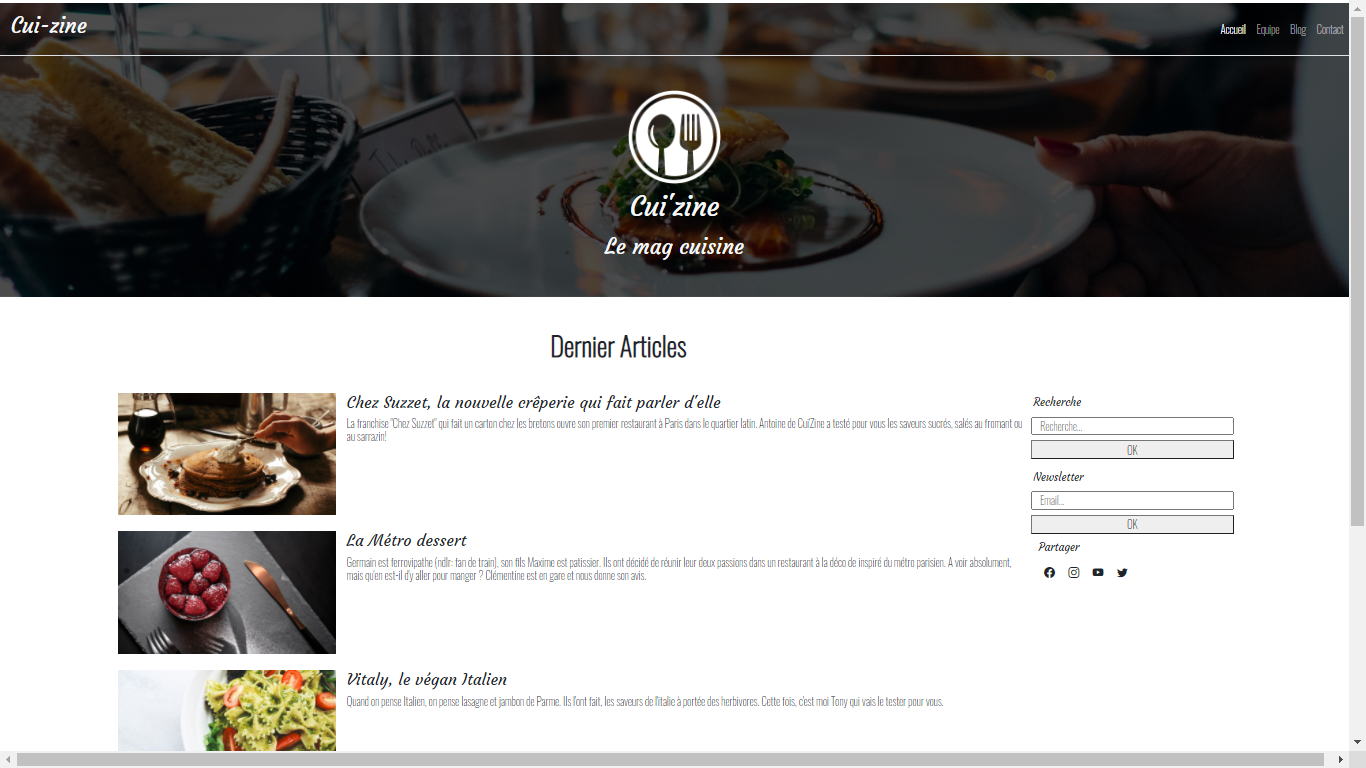 Cui-zine
Accueil Equipe Blog Contact
Cui'zine
Le mag cuisine
Dernier Articles
Chez Suzzet, la nouvelle crêperie qui fait parler d'elle
La franchise "Chez Suzzet" qui fait un carton chez les bretons ouvre son premier restaurant à Paris dans le quartier latin. Antoine de Cui'Zine a testé pour vous les saveurs sucrés, salés au fromant ou
au sarrazin!
Recherche
Recherche...
OK
Newsletter
Email...
OK
Partager
La Métro dessert
Germain est ferrovipathe (ndlr: fan de train), son fils Maxime est patissier. Ils ont décidé de réunir leur deux passions dans un restaurant à la déco de inspiré du métro parisien. A voir absolument,
mais qu'en est-il d'y aller pour manger ? Clémentine est en gare et nous donne son avis.
Vitaly, le végan Italien
Quand on pense Italien, on pense lasagne et jambon de Parme. Ils l'ont fait, les saveurs de l'italie à portée des herbivores. Cette fois, c'est moi Tony qui vais le tester pour vous.